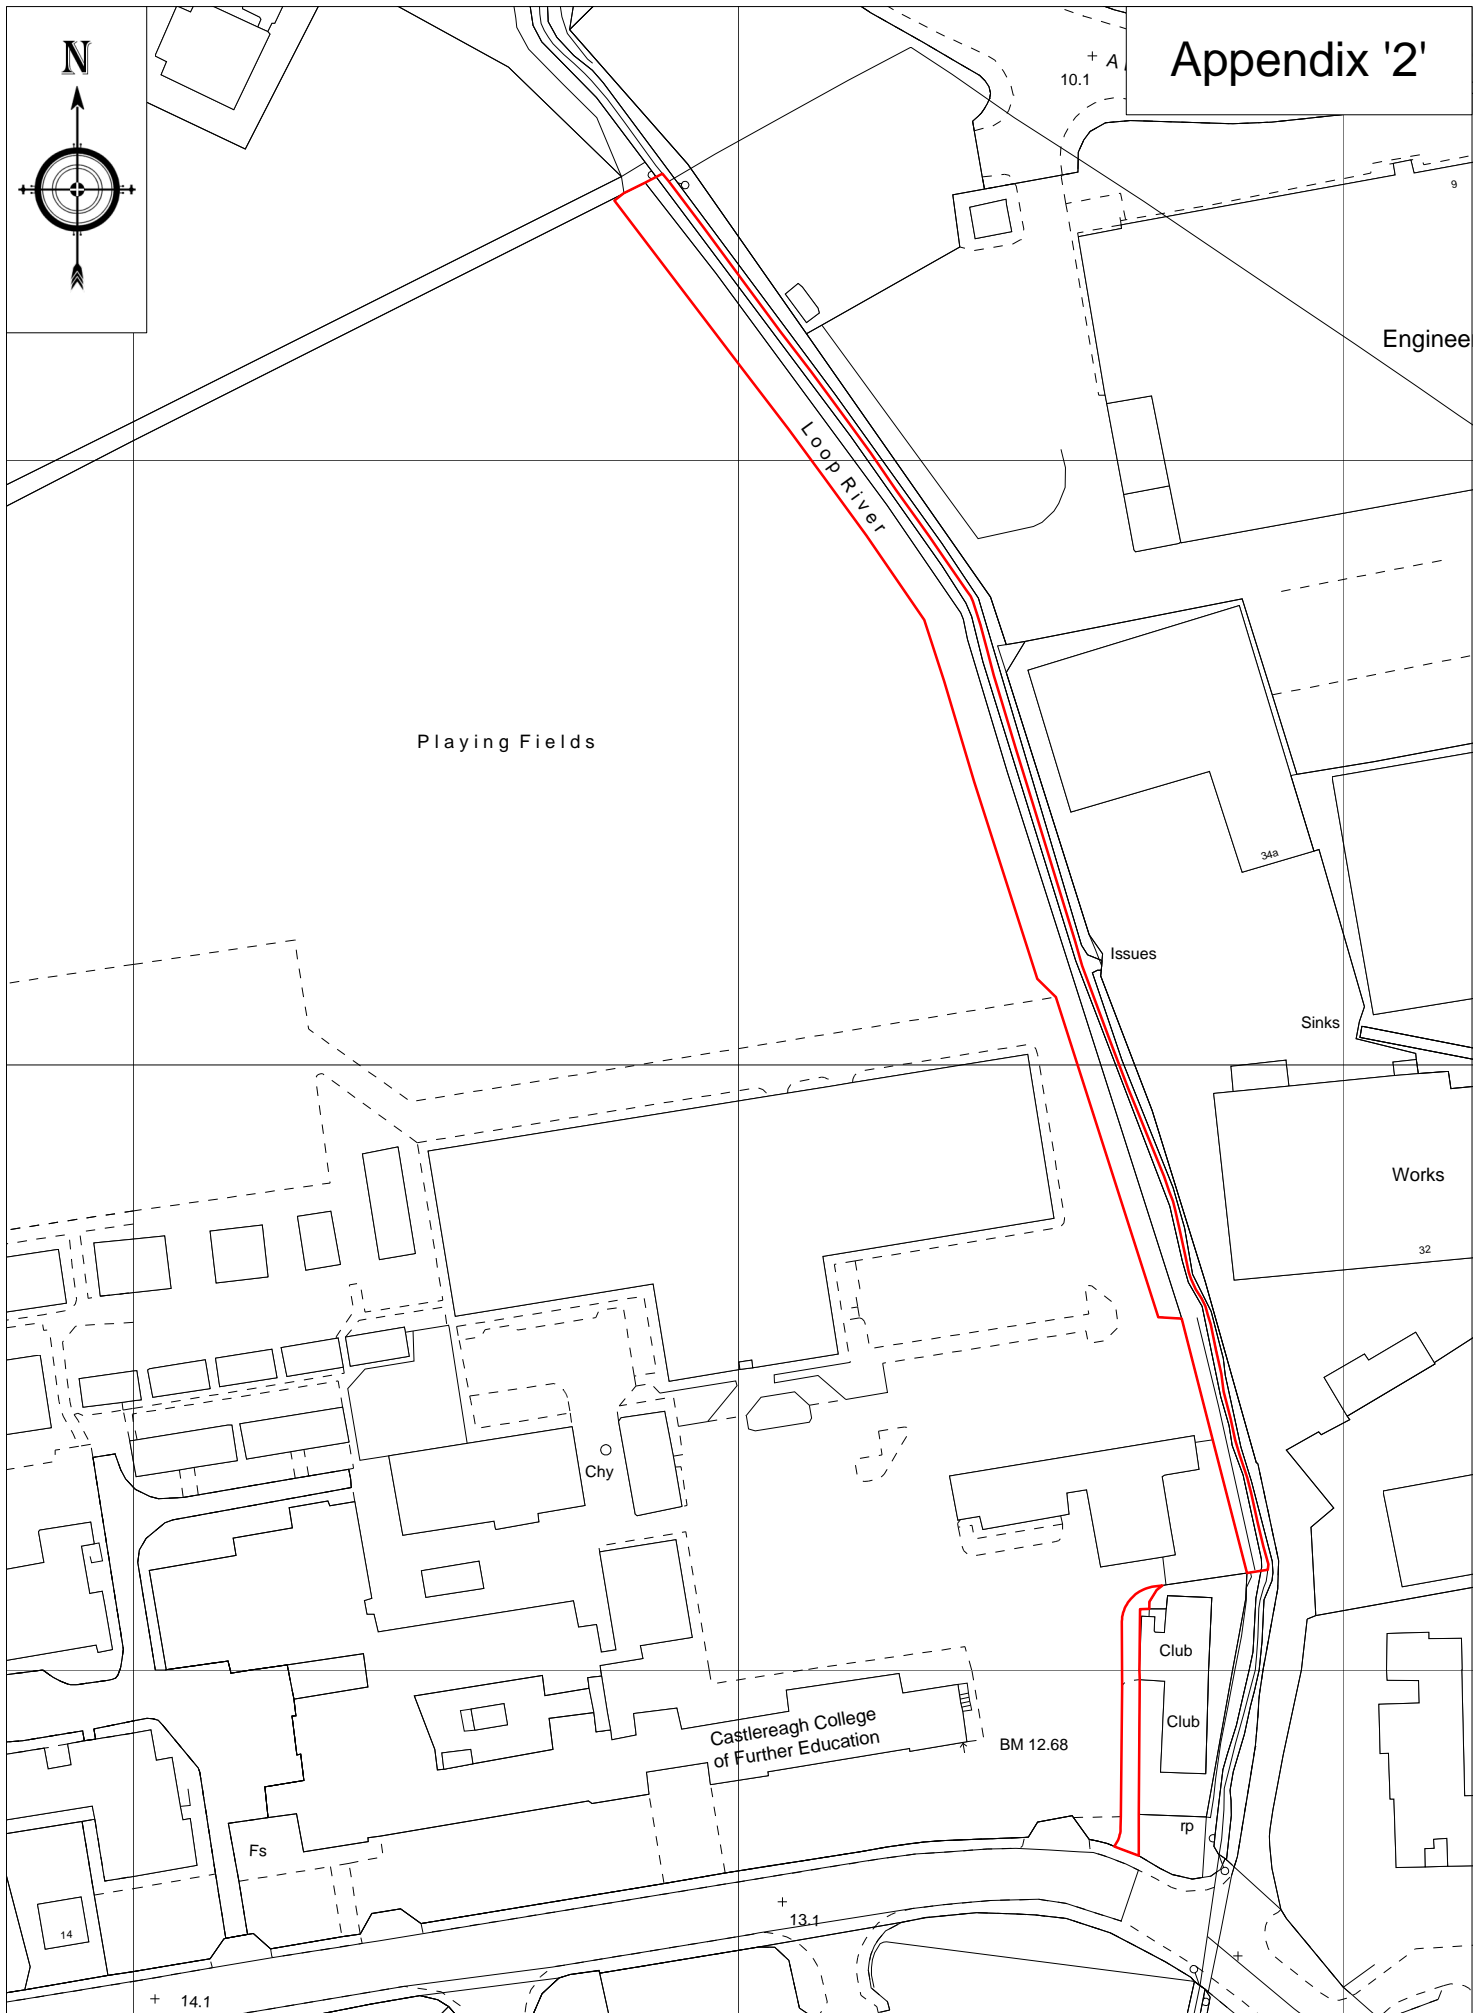 N
Appendix '2'
10.1
9
Loop River
Playing Fields
34a
Issues
Sinks
Works
32
Chy
Club
Club
Castlereagh College
of Further Education
BM 12.68
rp
Fs
14
13.1
14.1